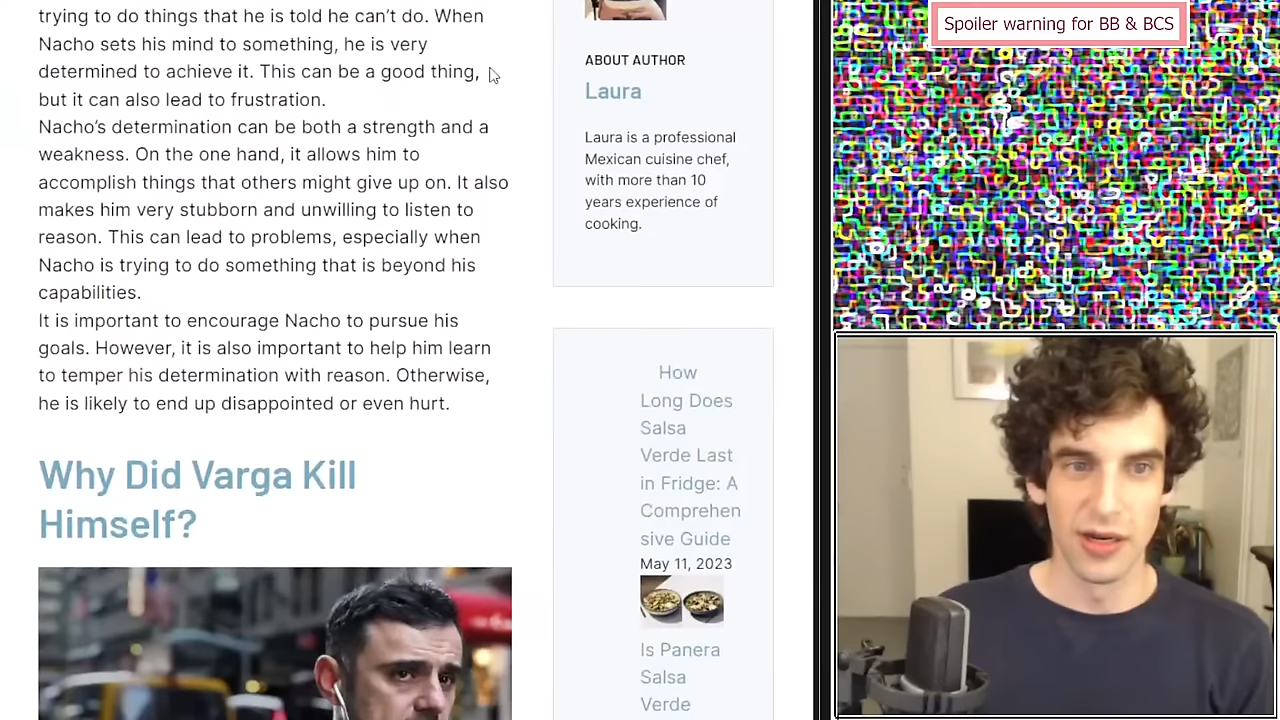 trying to do things that he is told he can't do. When
Nacho sets his mind to something, he is very
determined to achieve it. This can be a good thing,
but it can also lead to frustration.
Nacho's determination can be both a strength and a
weakness. On the one hand, it allows him to
accomplish things that others might give up on. It also
makes him very stubborn and unwilling to listen to
reason. This can lead to problems, especially when
Nacho is trying to do something that is beyond his
capabilities.
It is important to encourage Nacho to pursue his
goals. However, it is also important to help him learn
to temper his determination with reason. Otherwise,
he is likely to end up disappointed or even hurt.
Why Did Varga Kill
Himself?
ABOUT AUTHOR
Laura
Laura is a professional
Mexican cuisine chef,
with more than 10
years experience of
cooking.
How
Long Does
Salsa
Verde Last
in Fridge: A
Comprehen
sive Guide
May 11, 2023
Is Panera
Salsa
Verde
Spoiler warning for BB & BCS